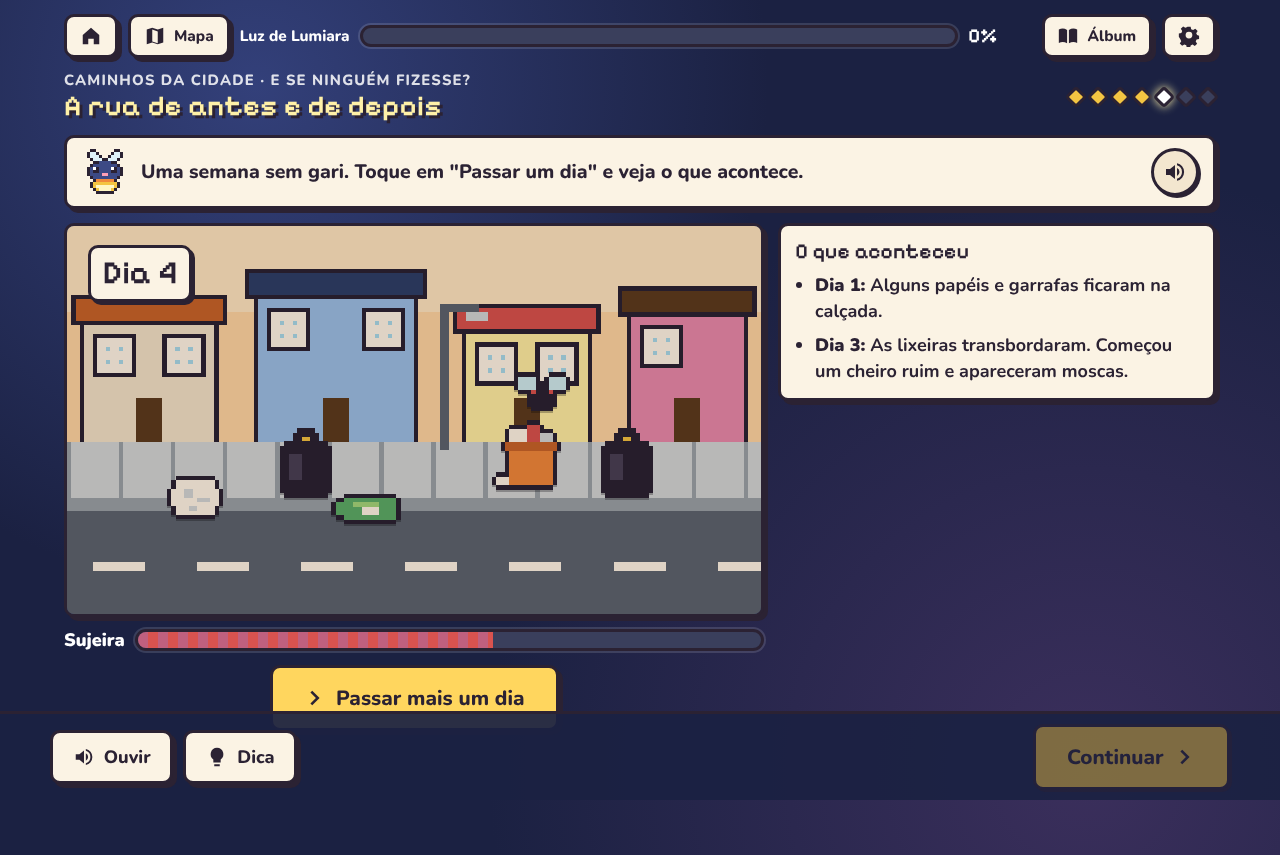 Mapa
Luz de Lumiara
0%
Álbum
CAMINHOS DA CIDADE · E SE NINGUÉM FIZESSE?
A rua de antes e de depois
Uma semana sem gari. Toque em "Passar um dia" e veja o que acontece.
Dia 4
O que aconteceu
• Dia 1: Alguns papéis e garrafas ficaram na
calçada.
• Dia 3: As lixeiras transbordaram. Começou
um cheiro ruim e apareceram moscas.
Sujeira
Passar mais um dia
Ouvir
Dica
Continuar